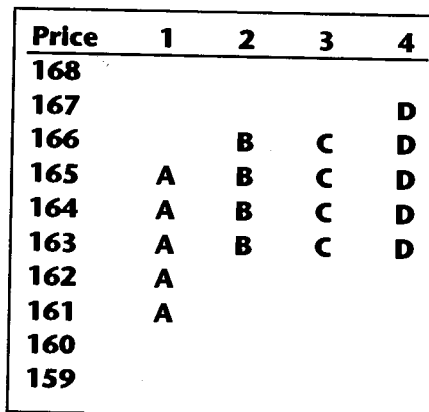 Price 1 2 3 4
168
167 D
166 B C D
165 A B C D
164 A B C D
163 A B C D
162 A
161 A
160
159